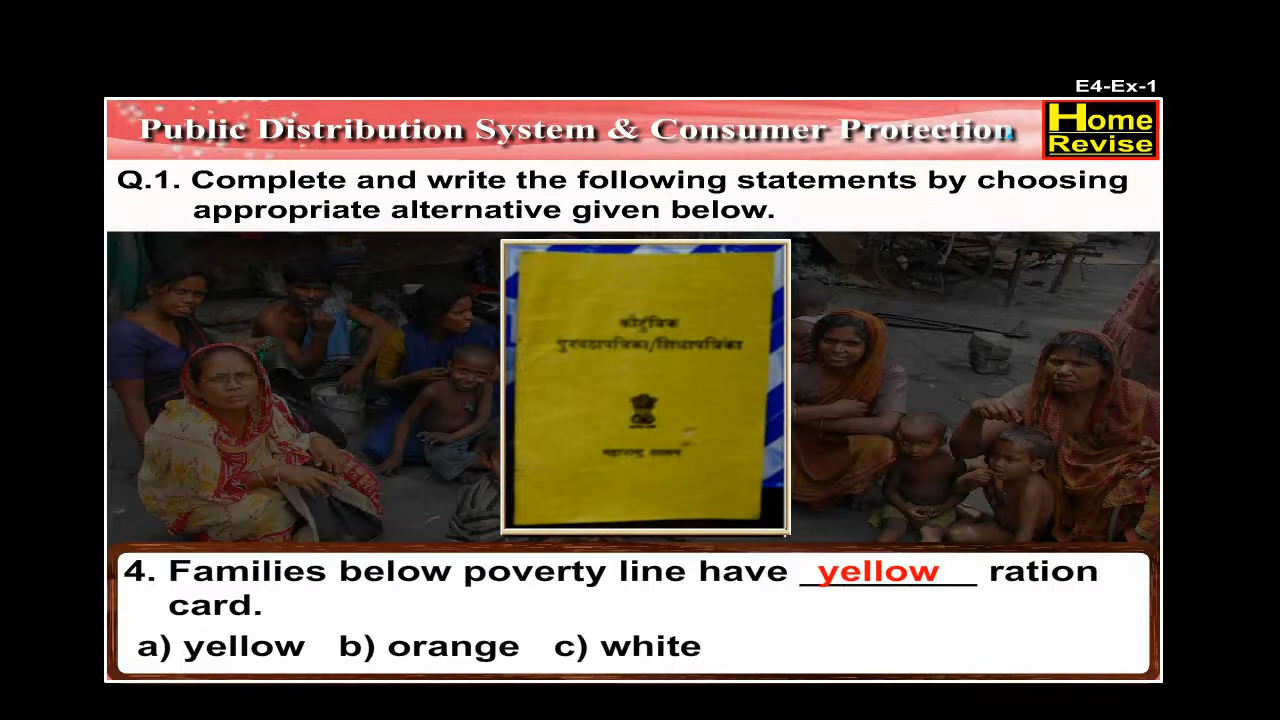 E4-Ex-1
Public Distribution System & Consumer Protection
Home
Revise
Q.1. Complete and write the following statements by choosing
appropriate alternative given below.
कौटुंबिक
पुरवठापत्रिका/शिधापत्रिका
महाराष्ट्र शासन
4. Families below poverty line have yellow ration
card.
a) yellow b) orange c) white